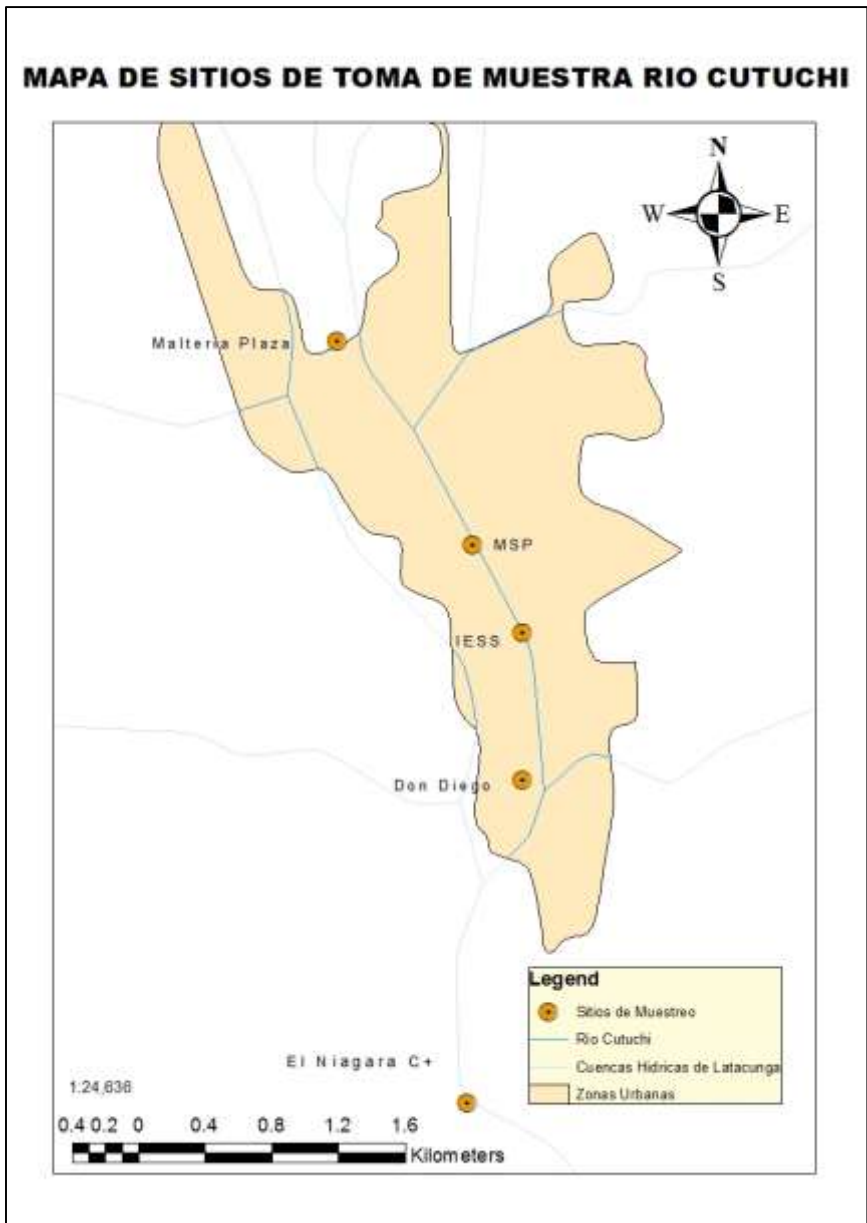 MAPA DE SITIOS DE TOMA DE MUESTRA RIO CUTUCHI
N
W E
S
Malteria Plaza
MSP
IESS
Don Diego
El Niagara C+
Legend
Sitios de Muestreo
Rio Cutuchi
Cuencas Hidricas de Latacunga
Zonas Urbanas
1:24,636
0.4 0.2 0 0.4 0.8 1.2 1.6
Kilometers